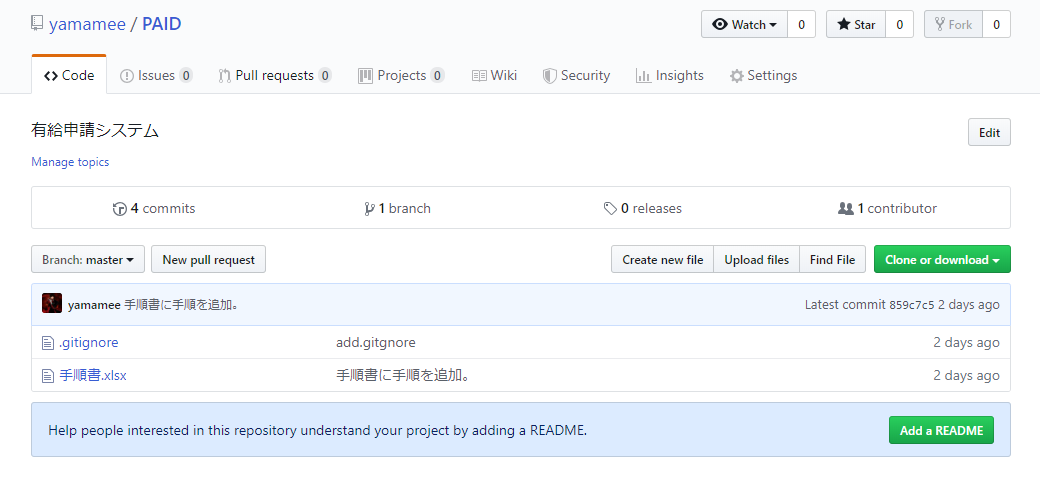 yamamee / PAID Watch 0 Star 0 Fork 0
Code Issues 0 Pull requests 0 Projects 0 Wiki Security Insights Settings
有給申請システム Edit
Manage topics
4 commits 1 branch 0 releases 1 contributor
Branch: master New pull request Create new file Upload files Find File Clone or download
yamamee 手順書に手順を追加。 Latest commit 859c7c5 2 days ago
.gitignore add.gitgnore 2 days ago
手順書.xlsx 手順書に手順を追加。 2 days ago
Help people interested in this repository understand your project by adding a README. Add a README